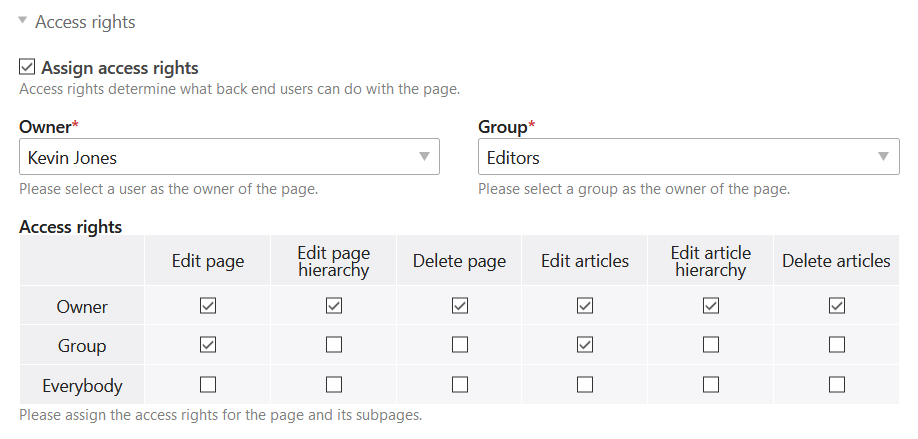 Access rights
Assign access rights
Access rights determine what back end users can do with the page.
Owner* Group*
Kevin Jones Editors
Please select a user as the owner of the page. Please select a group as the owner of the page.
Access rights
Edit page Edit page hierarchy Delete page Edit articles Edit article hierarchy Delete articles
Owner
Group
Everybody
Please assign the access rights for the page and its subpages.